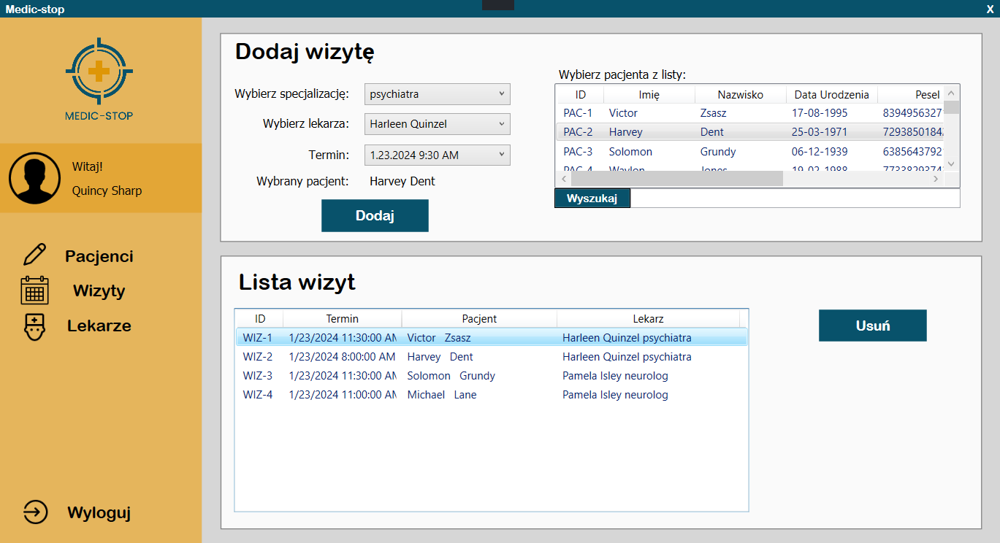 Medic-stop
X
MEDIC-STOP
Witaj!
Quincy Sharp
Pacjenci
Wizyty
Lekarze
Wyloguj
Dodaj wizytę
Wybierz specjalizację: psychiatra
Wybierz lekarza: Harleen Quinzel
Termin: 1.23.2024 9:30 AM
Wybrany pacjent: Harvey Dent
Dodaj
Wybierz pacjenta z listy:
ID Imię Nazwisko Data Urodzenia Pesel
PAC-1 Victor Zsasz 17-08-1995 8394956327
PAC-2 Harvey Dent 25-03-1971 7293850184
PAC-3 Solomon Grundy 06-12-1939 6385643792
PAC-4 Waylon Jones 19-02-1988 773382937
Wyszukaj
Lista wizyt
ID Termin Pacjent Lekarz
WIZ-1 1/23/2024 11:30:00 AM Victor Zsasz Harleen Quinzel psychiatra
WIZ-2 1/23/2024 8:00:00 AM Harvey Dent Harleen Quinzel psychiatra
WIZ-3 1/23/2024 11:30:00 AM Solomon Grundy Pamela Isley neurolog
WIZ-4 1/23/2024 11:00:00 AM Michael Lane Pamela Isley neurolog
Usuń